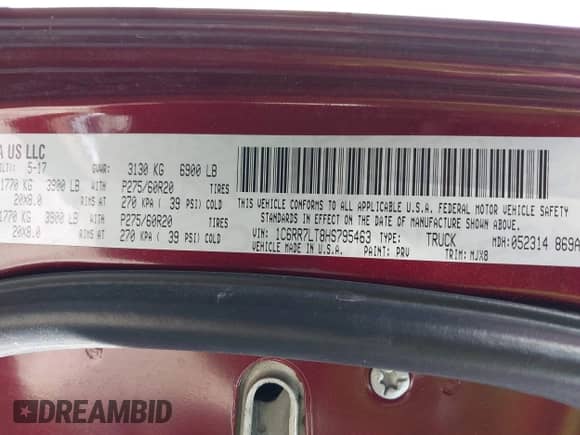 A US LLC
5-17 GVWR: 3130 KG 6900 LB
1770 KG 3900 LB WITH P275/60R20 TIRES
20X8.0 RIMS AT 270 KPA ( 39 PSI) COLD
1770 KG 3900 LB WITH P275/60R20 TIRES
20X8.0 RIMS AT 270 KPA ( 39 PSI) COLD
THIS VEHICLE CONFORMS TO ALL APPLICABLE U.S.A. FEDERAL MOTOR VEHICLE SAFETY
STANDARDS IN EFFECT ON THE DATE OF MANUFACTURE SHOWN ABOVE.
VIN: 1C6RR7LT8HS795463 TYPE: TRUCK MDH: 052314 869A
VEHICLE MADE IN MEXICO PAINT: PRV TRIM: MJX8
DREAMBID